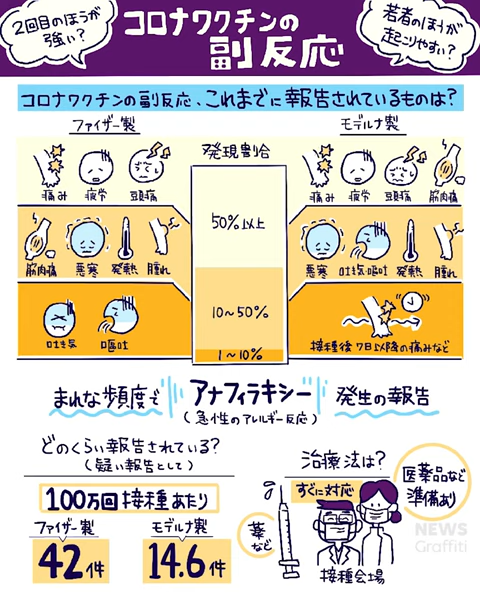 2回目のほうが
強い?
コロナワクチンの
副反応
若者のほうが
起こりやすい?
コロナワクチンの副反応、これまでに報告されているものは?
ファイザー製
モデルナ製
発現割合
痛み
疲労
頭痛
50%以上
痛み
疲労
頭痛
筋肉痛
筋肉痛
悪寒
発熱
腫れ
10~50%
悪寒
吐き気・嘔吐
発熱
腫れ
吐き気
嘔吐
1~10%
接種後7日以降の痛みなど
まれな頻度で
アナフィラキシー
(急性のアレルギー反応)
発生の報告
どのくらい報告されている?
(疑い報告として)
100万回接種あたり
ファイザー製
42件
モデルナ製
14.6件
治療法は?
すぐに対応
医薬品など
準備あり
薬
など
接種会場
NEWS
Graffiti